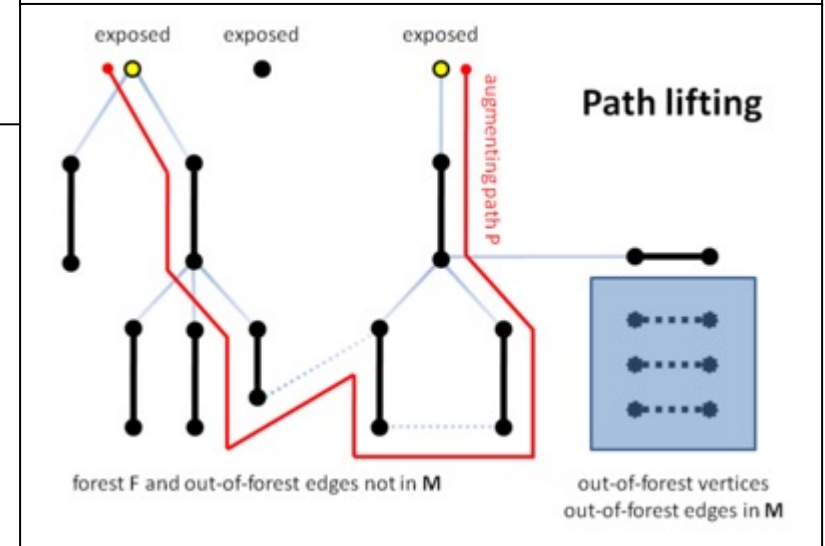 exposed
exposed
exposed
Path lifting
augmenting path P
forest F and out-of-forest edges not in M
out-of-forest vertices
out-of-forest edges in M